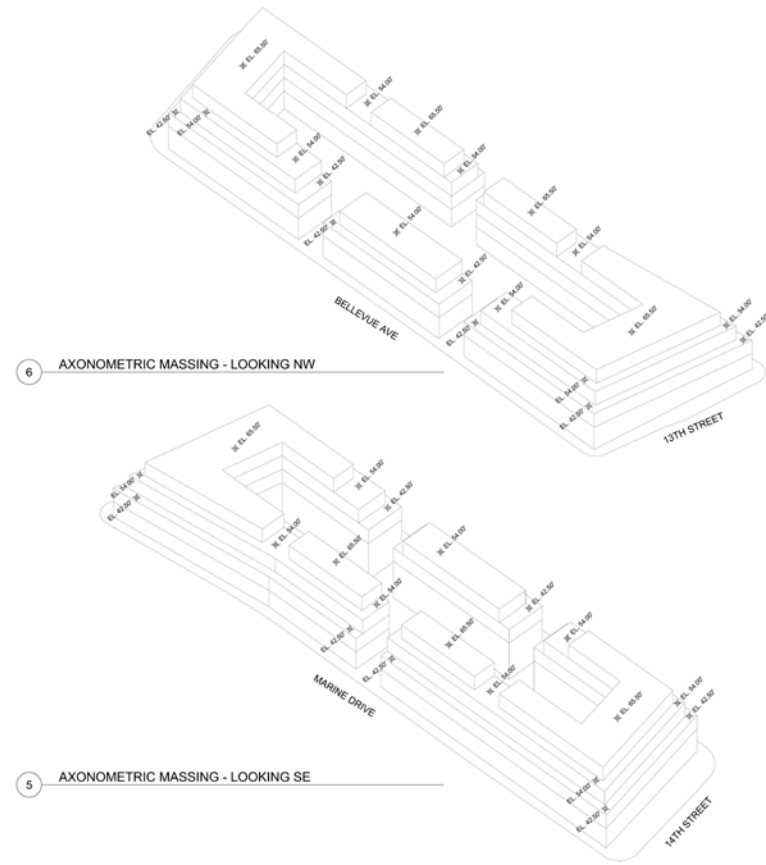 EL. 65.50'
EL. 54.00'
EL. 65.50'
EL. 42.50'
EL. 54.00'
EL. 54.00'
EL. 54.00'
EL. 42.50'
EL. 65.50'
EL. 42.50'
EL. 54.00'
EL. 54.00'
EL. 42.50'
EL. 54.00'
EL. 42.50'
EL. 65.50'
EL. 54.00'
EL. 42.50'
BELLEVUE AVE
EL. 54.00'
EL. 42.50'
13TH STREET
6
AXONOMETRIC MASSING - LOOKING NW
EL. 65.50'
EL. 54.00'
EL. 54.00'
EL. 42.50'
EL. 42.50'
EL. 54.00'
EL. 65.50'
EL. 54.00'
EL. 42.50'
EL. 54.00'
EL. 42.50'
EL. 65.50'
EL. 54.00'
EL. 42.50'
EL. 54.00'
EL. 65.50'
EL. 54.00'
EL. 42.50'
MARINE DRIVE
EL. 54.00'
EL. 42.50'
14TH STREET
5
AXONOMETRIC MASSING - LOOKING SE